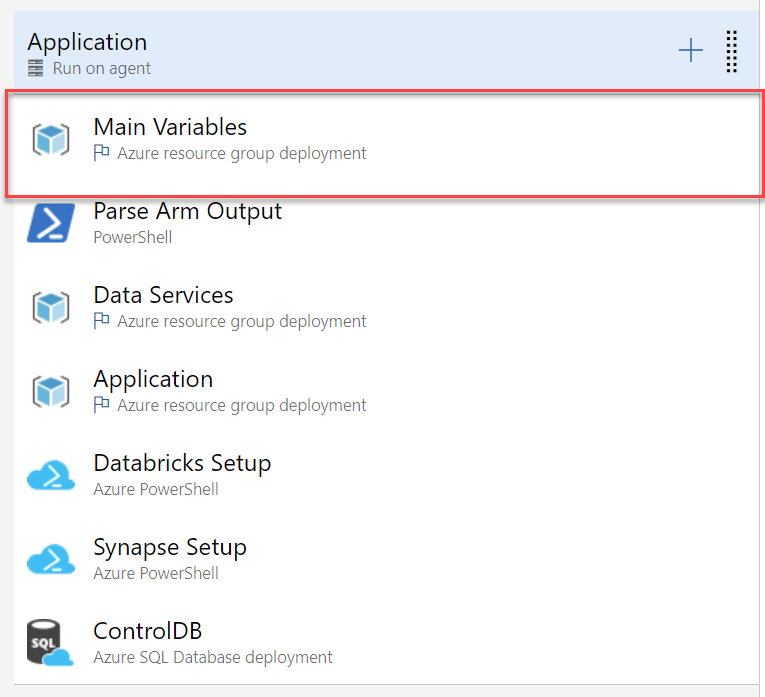 Application
Run on agent
Main Variables
Azure resource group deployment
Parse Arm Output
PowerShell
Data Services
Azure resource group deployment
Application
Azure resource group deployment
Databricks Setup
Azure PowerShell
Synapse Setup
Azure PowerShell
ControlDB
SQL
Azure SQL Database deployment